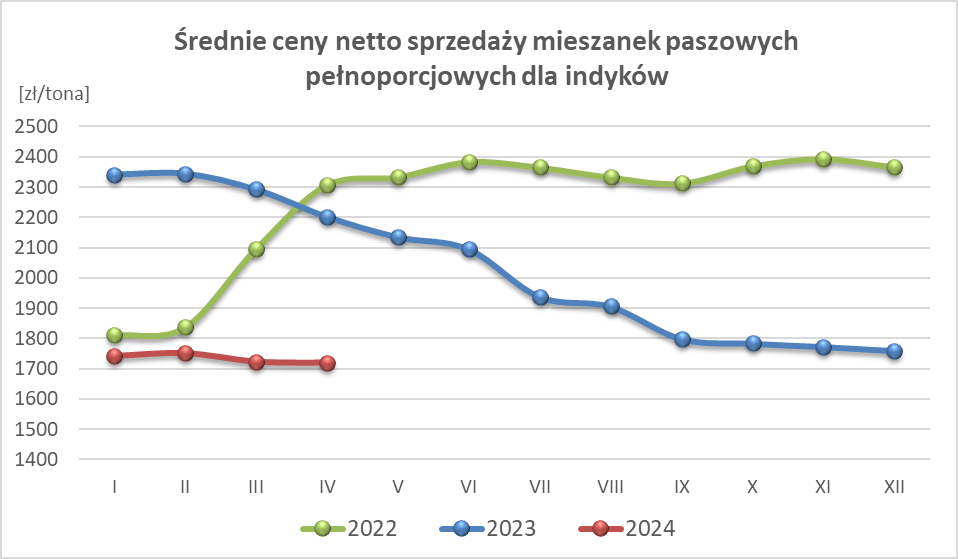 Średnie ceny netto sprzedaży mieszanek paszowych
pełnoporcjowych dla indyków
[zł/tona]
2500
2400
2300
2200
2100
2000
1900
1800
1700
1600
1500
1400
I II III IV V VI VII VIII IX X XI XII
2022 2023 2024